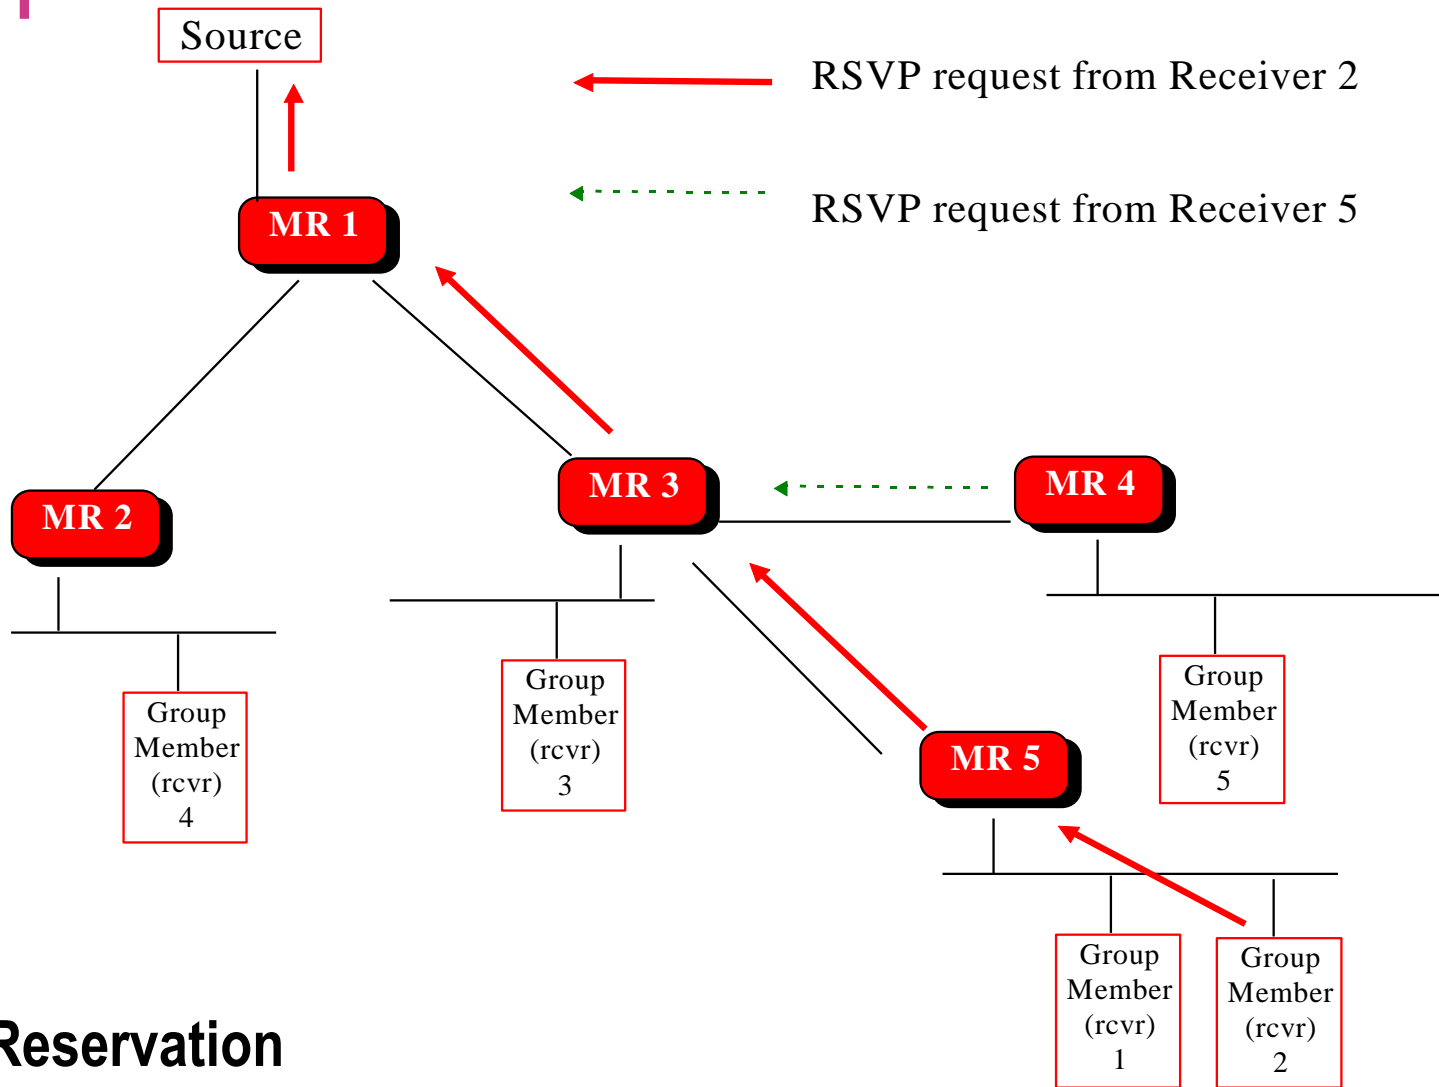 Source
RSVP request from Receiver 2
RSVP request from Receiver 5
MR 1
MR 3
MR 4
MR 2
Group
Member
(rcvr)
4
Group
Member
(rcvr)
3
Group
Member
(rcvr)
5
MR 5
Group
Member
(rcvr)
1
Group
Member
(rcvr)
2
Reservation